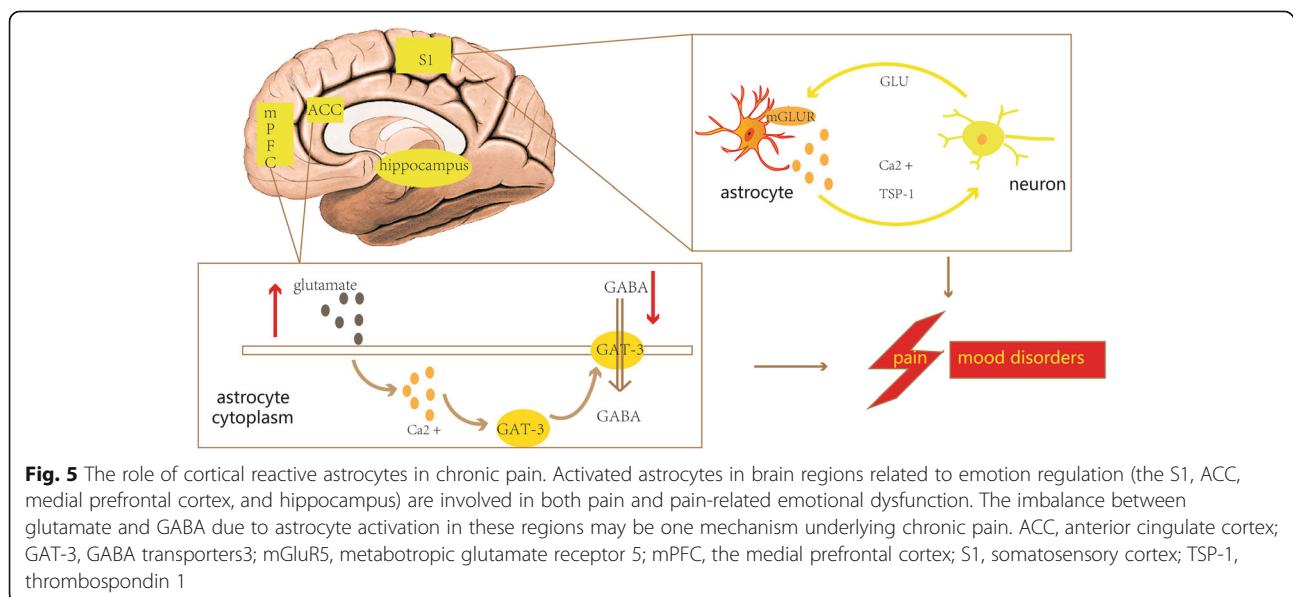 S1
ACC
m
P
F
C
hippocampus
GLU
mGLUR
Ca2 +
TSP-1
astrocyte
neuron
glutamate
GABA
GAT-3
astrocyte
cytoplasm
Ca2 +
GAT-3
GABA
pain
mood disorders
Fig. 5 The role of cortical reactive astrocytes in chronic pain. Activated astrocytes in brain regions related to emotion regulation (the S1, ACC,
medial prefrontal cortex, and hippocampus) are involved in both pain and pain-related emotional dysfunction. The imbalance between
glutamate and GABA due to astrocyte activation in these regions may be one mechanism underlying chronic pain. ACC, anterior cingulate cortex;
GAT-3, GABA transporters3; mGluR5, metabotropic glutamate receptor 5; mPFC, the medial prefrontal cortex; S1, somatosensory cortex; TSP-1,
thrombospondin 1